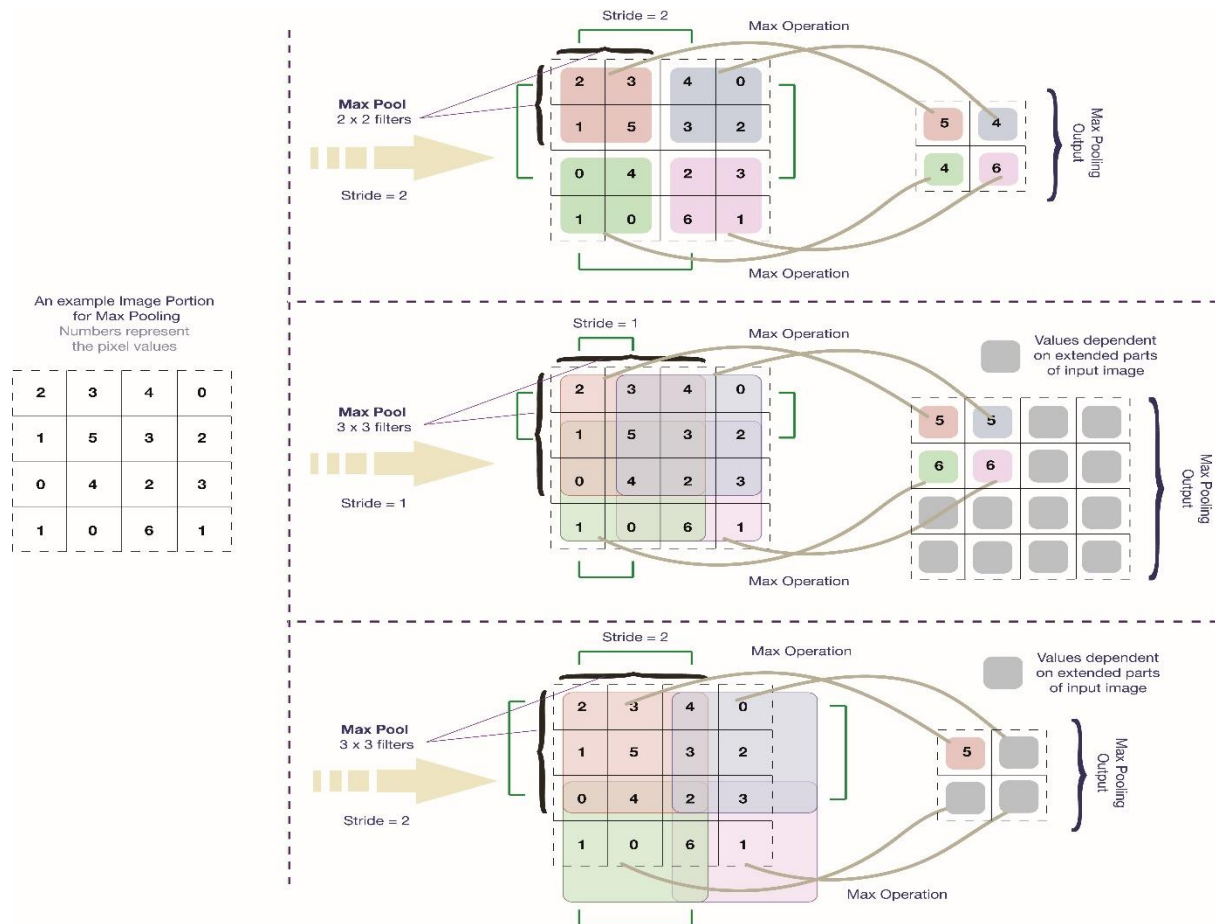 An example Image Portion
for Max Pooling
Numbers represent
the pixel values
2 3 4 0
1 5 3 2
0 4 2 3
1 0 6 1
Stride = 2
Max Operation
Max Pool
2 x 2 filters
Stride = 2
2 3 4 0
1 5 3 2
0 4 2 3
1 0 6 1
5 4
4 6
Max Pooling
Output
Max Operation
Stride = 1
Max Operation
Values dependent
on extended parts
of input image
Max Pool
3 x 3 filters
Stride = 1
2 3 4 0
1 5 3 2
0 4 2 3
1 0 6 1
5 5
6 6
Max Pooling
Output
Max Operation
Stride = 2
Max Operation
Values dependent
on extended parts
of input image
Max Pool
3 x 3 filters
Stride = 2
2 3 4 0
1 5 3 2
0 4 2 3
1 0 6 1
5
Max Pooling
Output
Max Operation